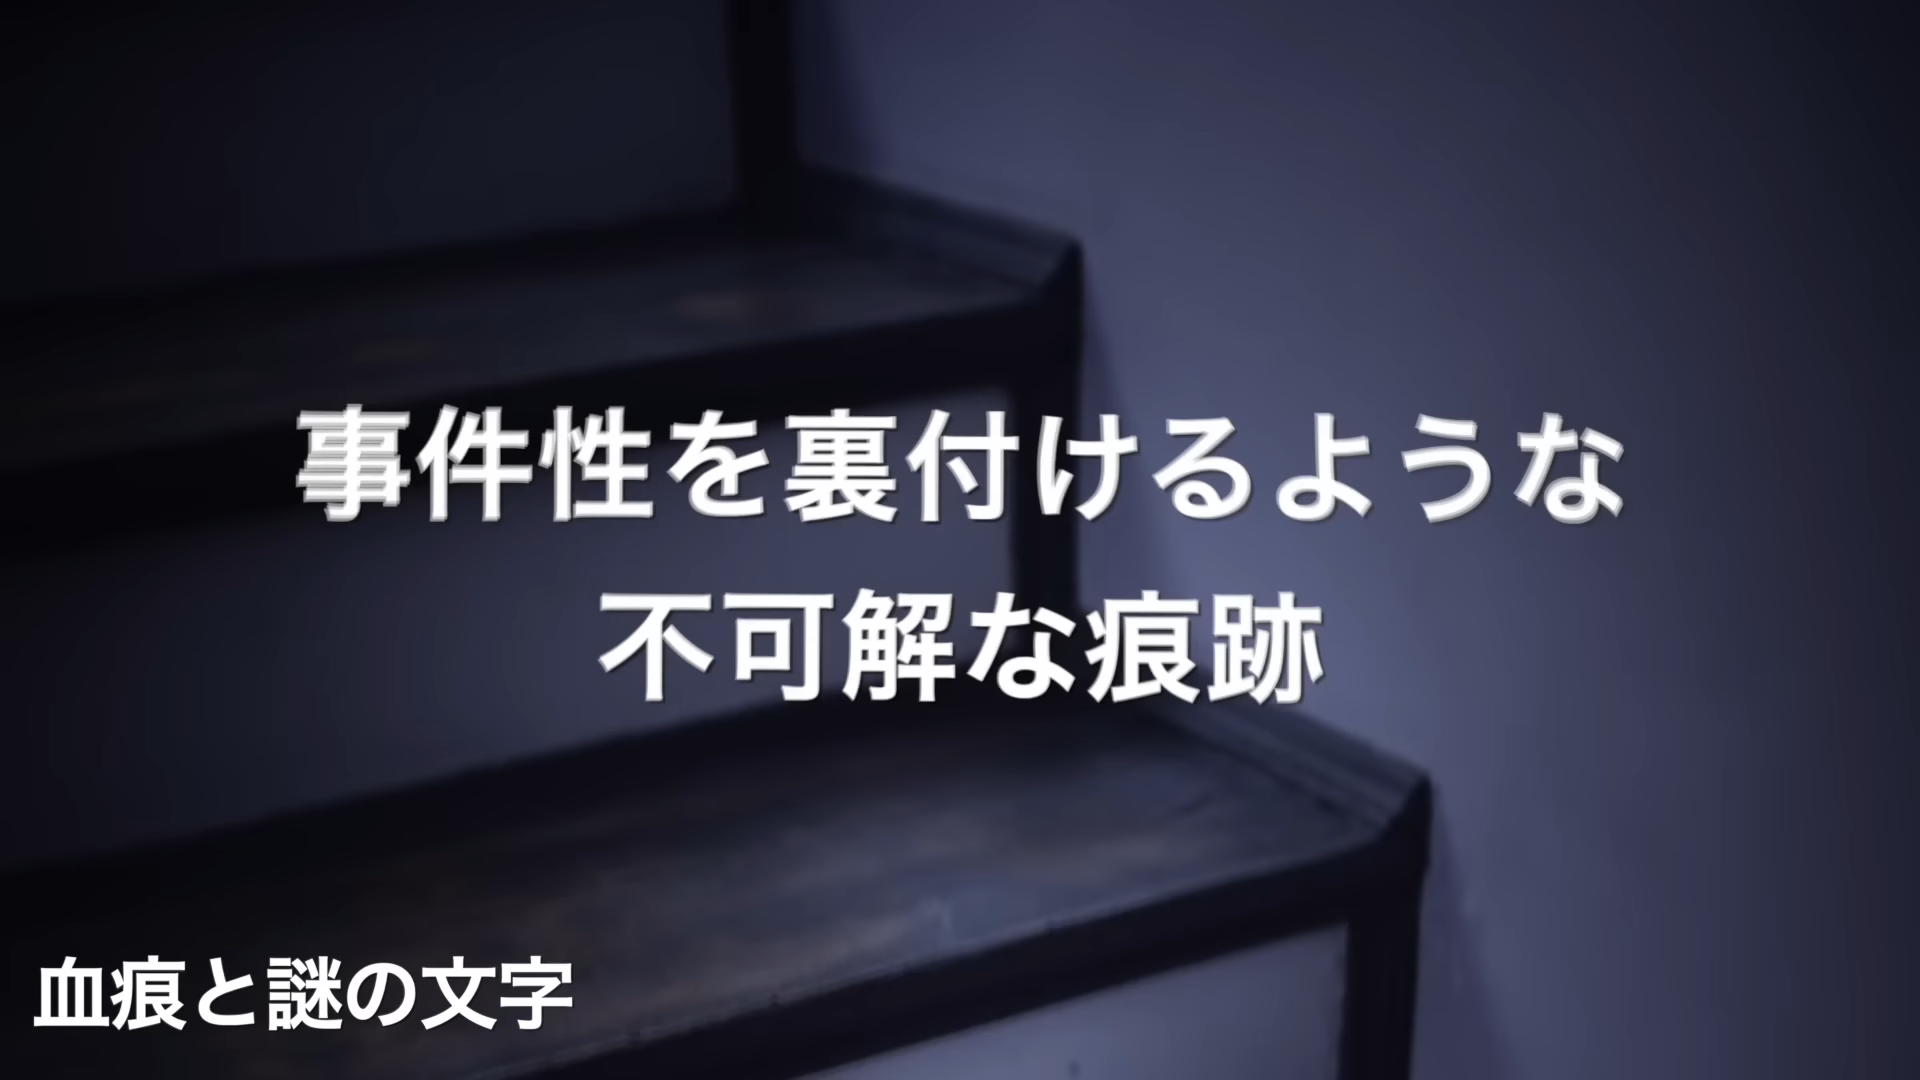 事件性を裏付けるような
不可解な痕跡
血痕と謎の文字